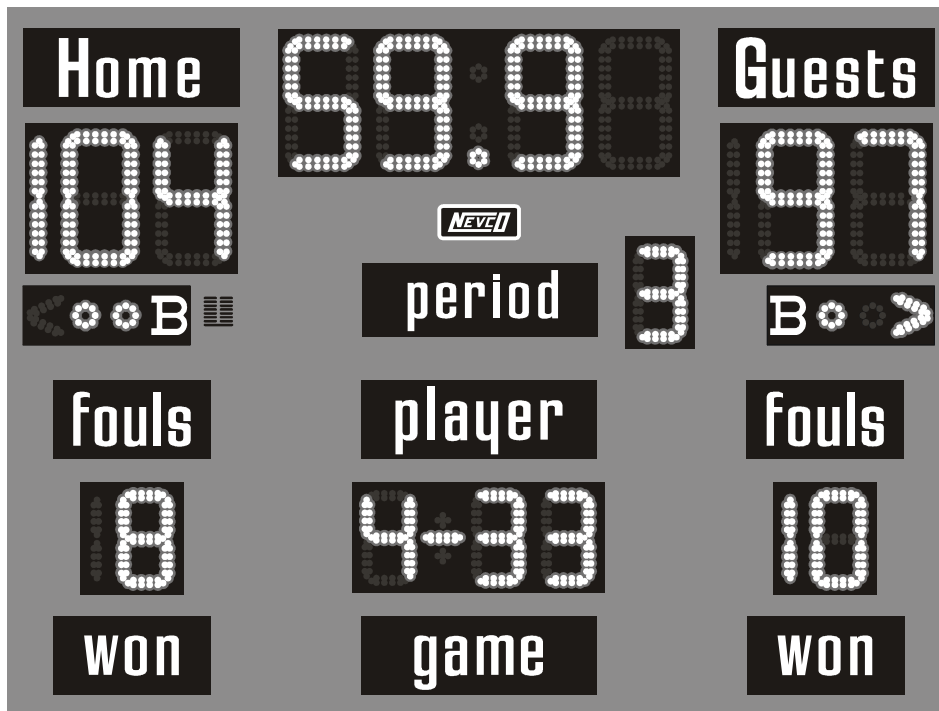 Home
59.9
Guests
104
97
NEVCO
period
3
B
B >
fouls
player
fouls
8
4-33
10
won
game
won